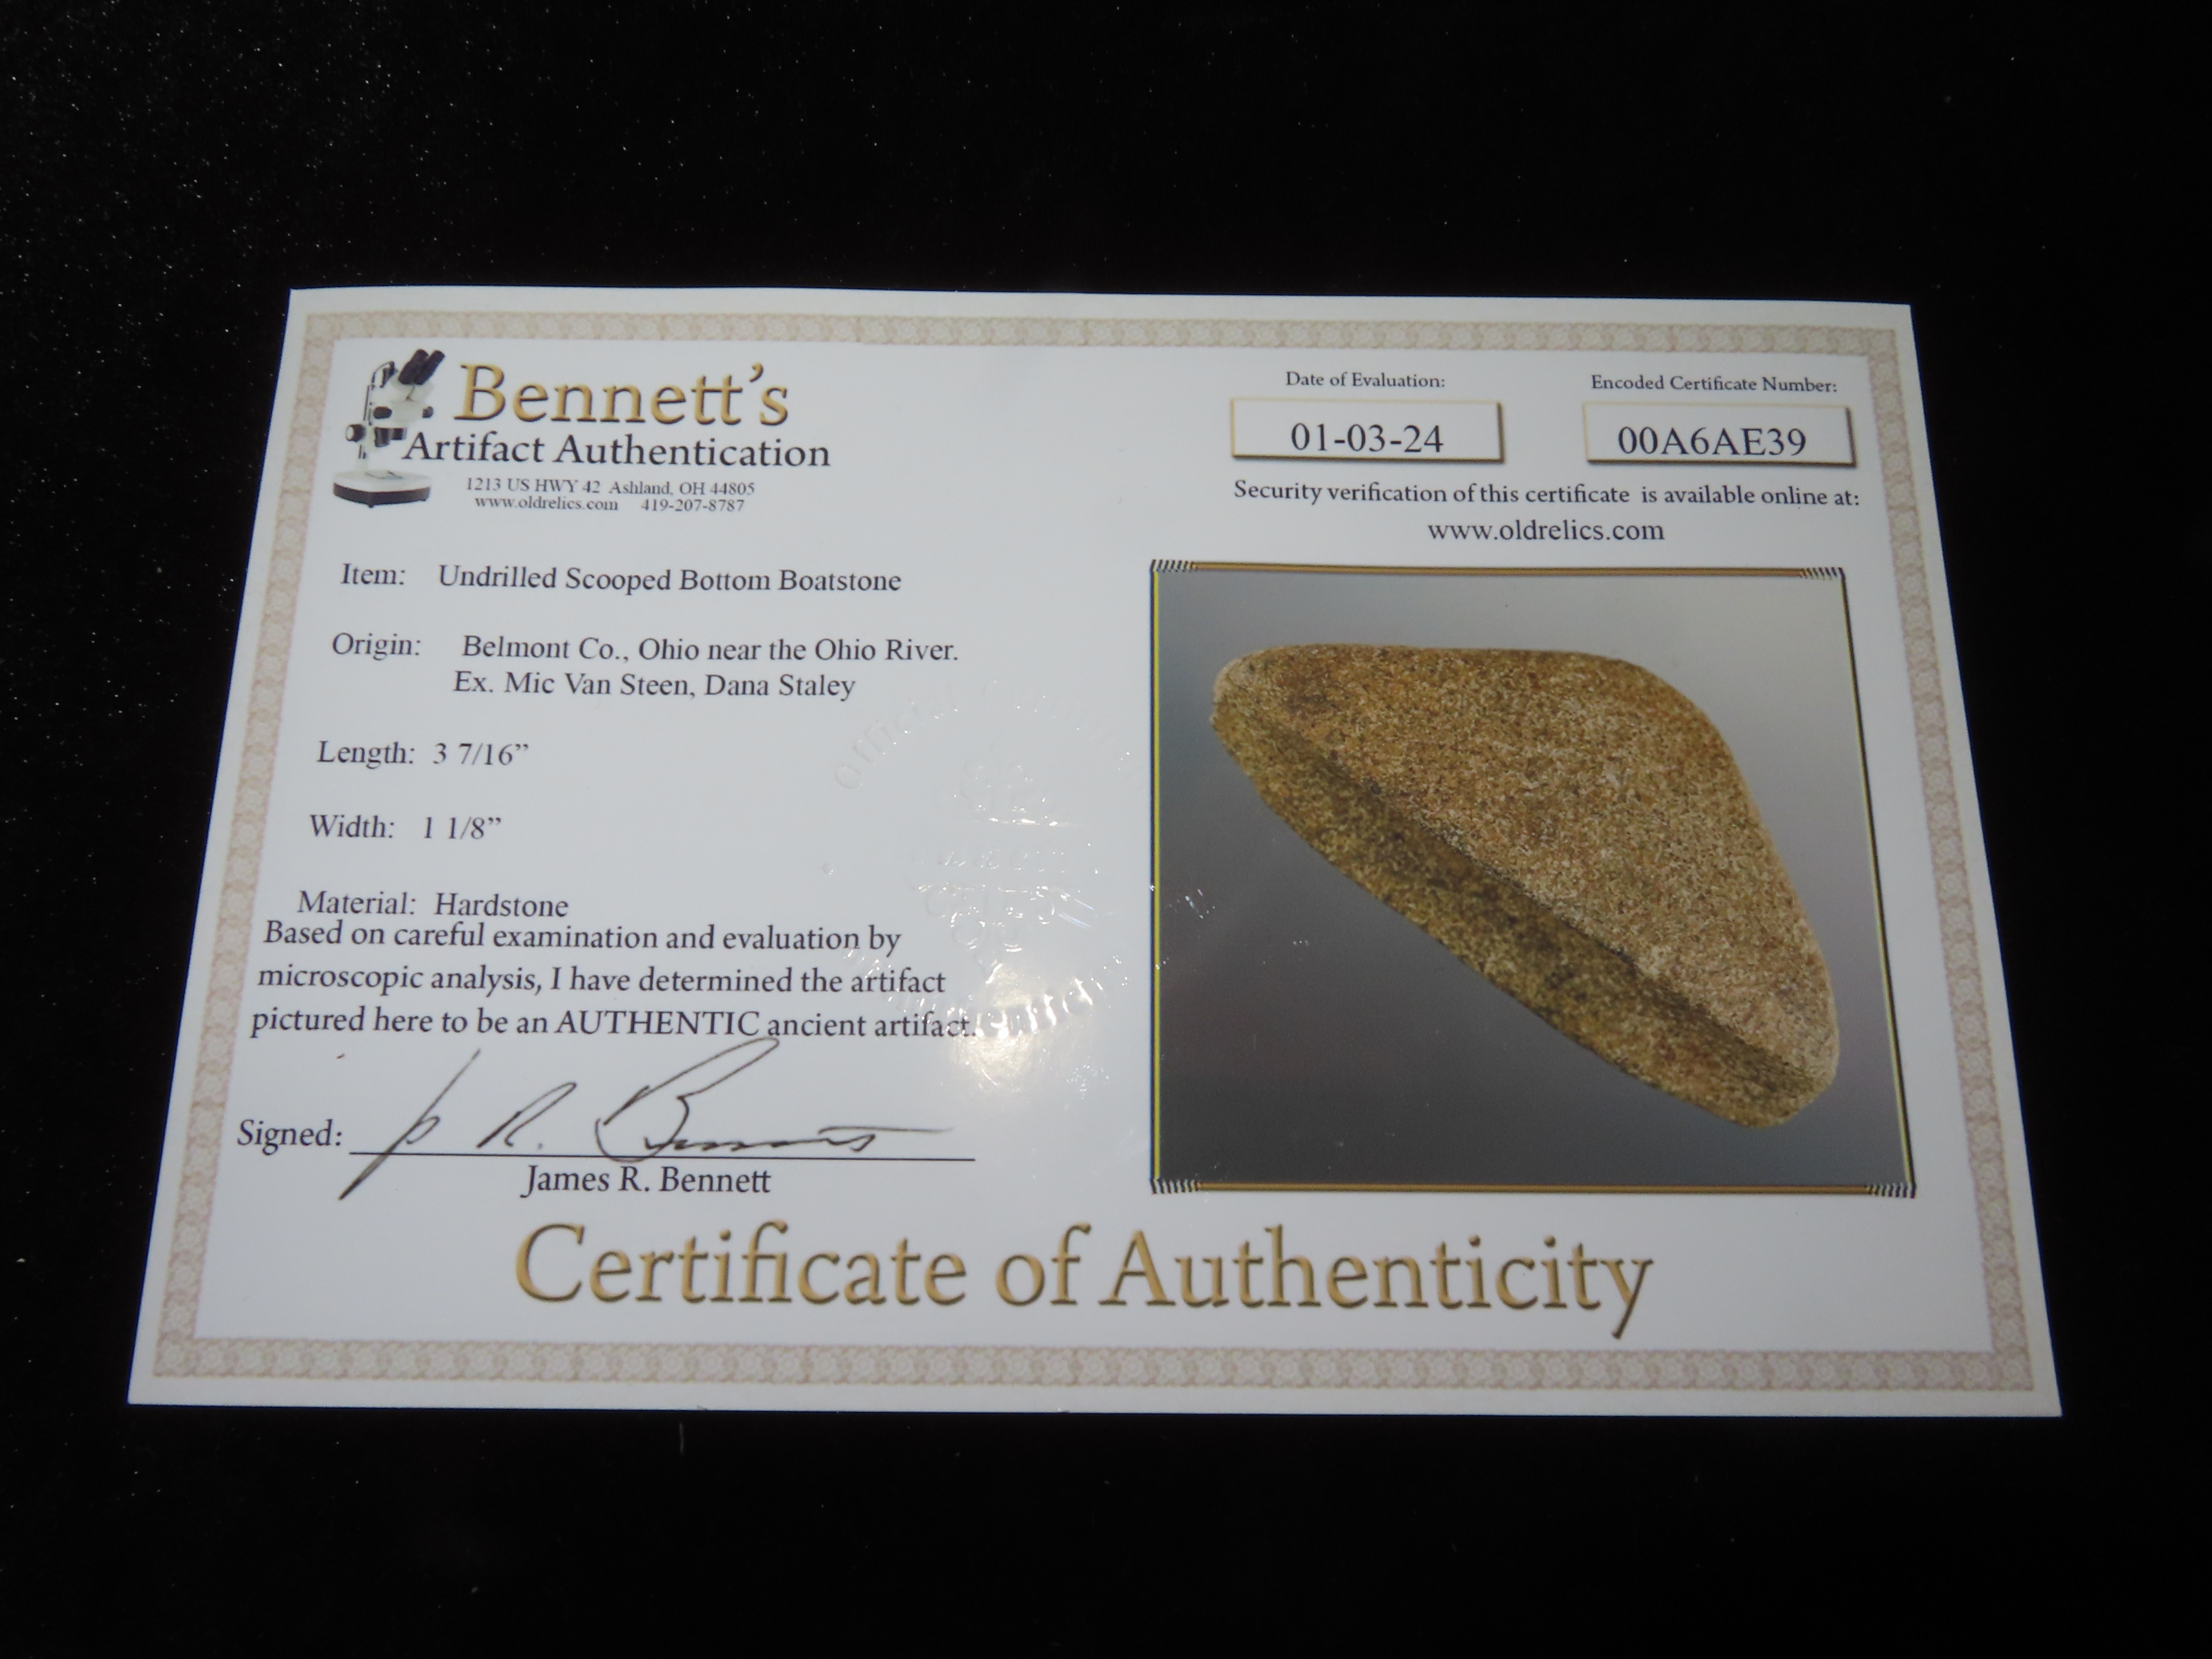 Bennett's
Artifact Authentication
1213 US HWY 42 Ashland, OH 44805
www.oldrelics.com 419-207-8787
Date of Evaluation:
01-03-24
Encoded Certificate Number:
00A6AE39
Security verification of this certificate is available online at:
www.oldrelics.com
Item: Undrilled Scooped Bottom Boatstone
Origin: Belmont Co., Ohio near the Ohio River.
Ex. Mic Van Steen, Dana Staley
Length: 3 7/16”
Width: 1 1/8”
Material: Hardstone
Based on careful examination and evaluation by
microscopic analysis, I have determined the artifact
pictured here to be an AUTHENTIC ancient artifact.
Signed:
James R. Bennett
Certificate of Authenticity
Official